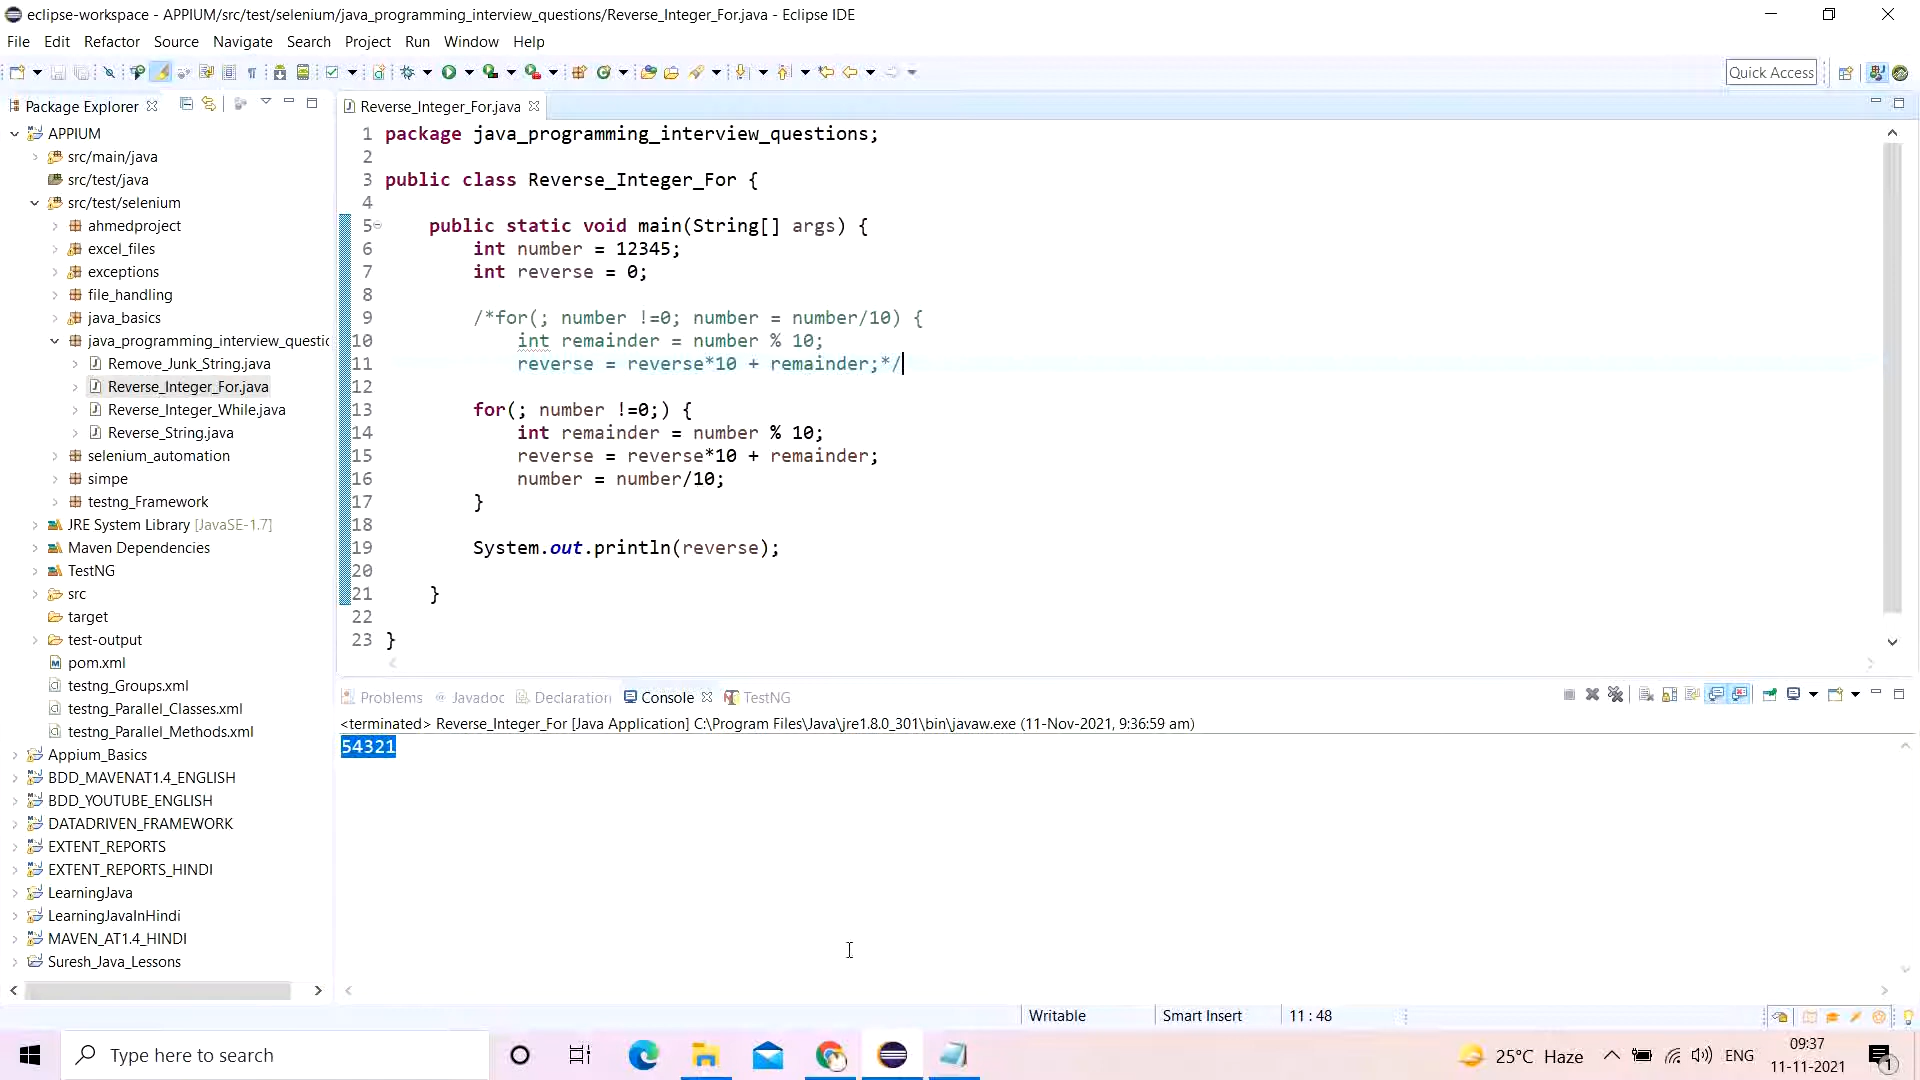 eclipse-workspace - APPIUM/src/test/selenium/java_programming_interview_questions/Reverse_Integer_For.java - Eclipse IDE
File Edit Refactor Source Navigate Search Project Run Window Help
Quick Access
Package Explorer
APPIUM
src/main/java
src/test/java
src/test/selenium
ahmedproject
excel_files
exceptions
file_handling
java_basics
java_programming_interview_questic
Remove_Junk_String.java
Reverse_Integer_For.java
Reverse_Integer_While.java
Reverse_String.java
selenium_automation
simpe
testng_Framework
JRE System Library [JavaSE-1.7]
Maven Dependencies
TestNG
src
target
test-output
pom.xml
testng_Groups.xml
testng_Parallel_Classes.xml
testng_Parallel_Methods.xml
Appium_Basics
BDD_MAVENAT1.4_ENGLISH
BDD_YOUTUBE_ENGLISH
DATADRIVEN_FRAMEWORK
EXTENT_REPORTS
EXTENT_REPORTS_HINDI
LearningJava
LearningJavaInHindi
MAVEN_AT1.4_HINDI
Suresh_Java_Lessons
Reverse_Integer_For.java
1 package java_programming_interview_questions;
2
3 public class Reverse_Integer_For {
4
5 public static void main(String[] args) {
6 int number = 12345;
7 int reverse = 0;
8
9 /*for(; number !=0; number = number/10) {
10 int remainder = number % 10;
11 reverse = reverse*10 + remainder;*/
12
13 for(; number !=0;) {
14 int remainder = number % 10;
15 reverse = reverse*10 + remainder;
16 number = number/10;
17 }
18
19 System.out.println(reverse);
20
21 }
22
23 }
Problems Javadoc Declaration Console TestNG
<terminated> Reverse_Integer_For [Java Application] C:\Program Files\Java\jre1.8.0_301\bin\javaw.exe (11-Nov-2021, 9:36:59 am)
54321
Writable Smart Insert 11 : 48
Type here to search
25°C Haze
ENG
09:37
11-11-2021
1